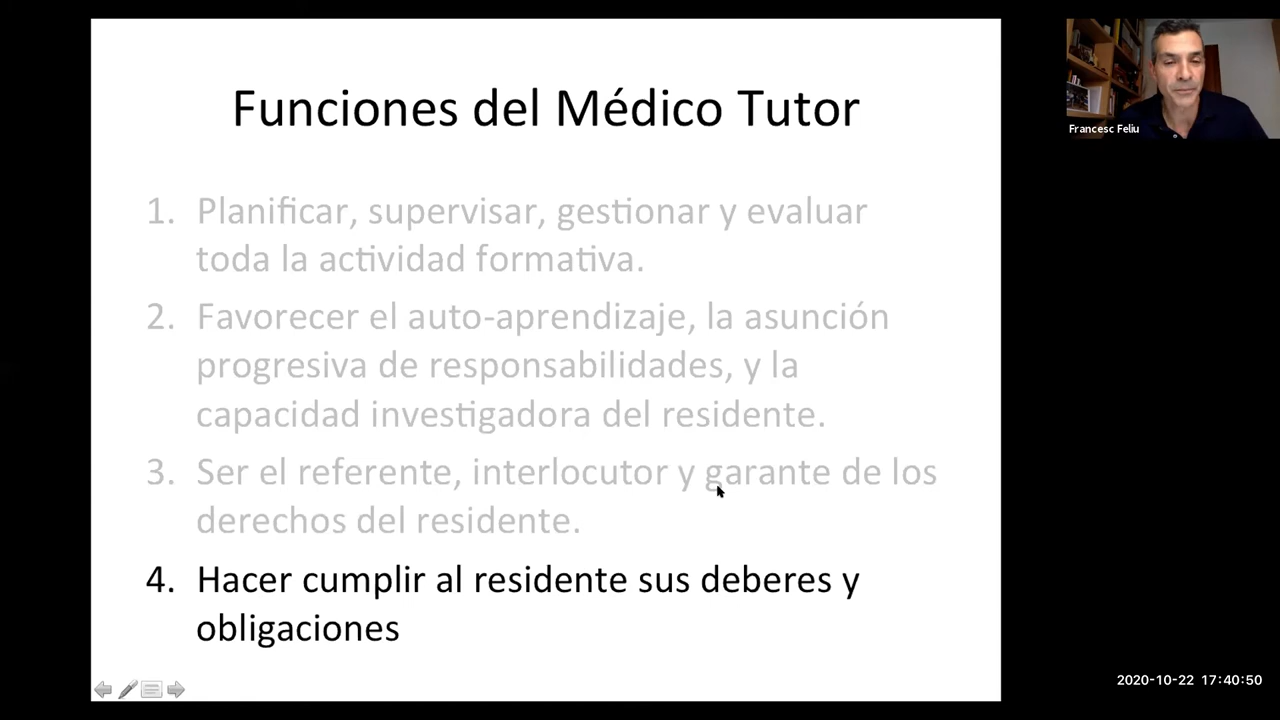 Funciones del Médico Tutor
1. Planificar, supervisar, gestionar y evaluar
toda la actividad formativa.
2. Favorecer el auto-aprendizaje, la asunción
progresiva de responsabilidades, y la
capacidad investigadora del residente.
3. Ser el referente, interlocutor y garante de los
derechos del residente.
4. Hacer cumplir al residente sus deberes y
obligaciones
Francesc Feliu
2020-10-22 17:40:50